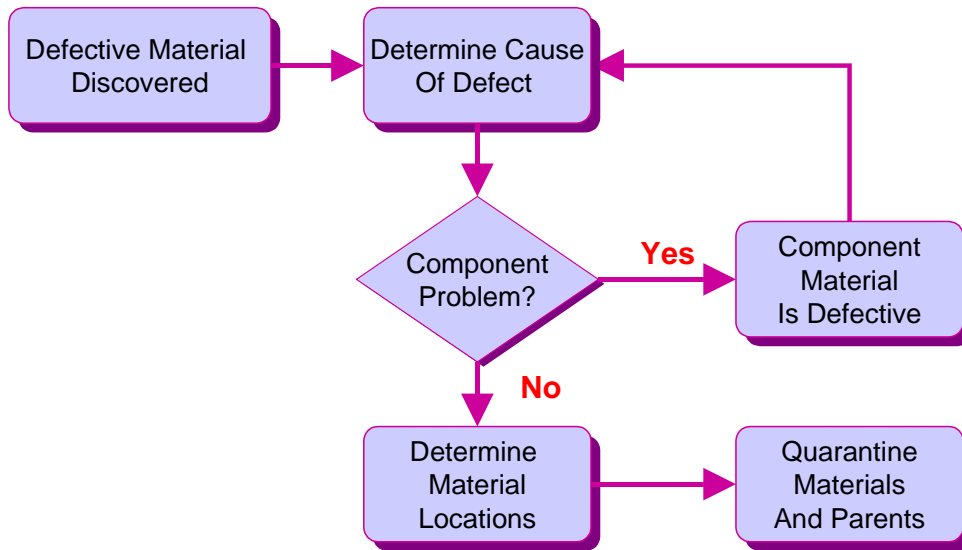 Defective Material
Discovered
Determine Cause
Of Defect
Component
Problem?
Yes
Component
Material
Is Defective
No
Determine
Material
Locations
Quarantine
Materials
And Parents